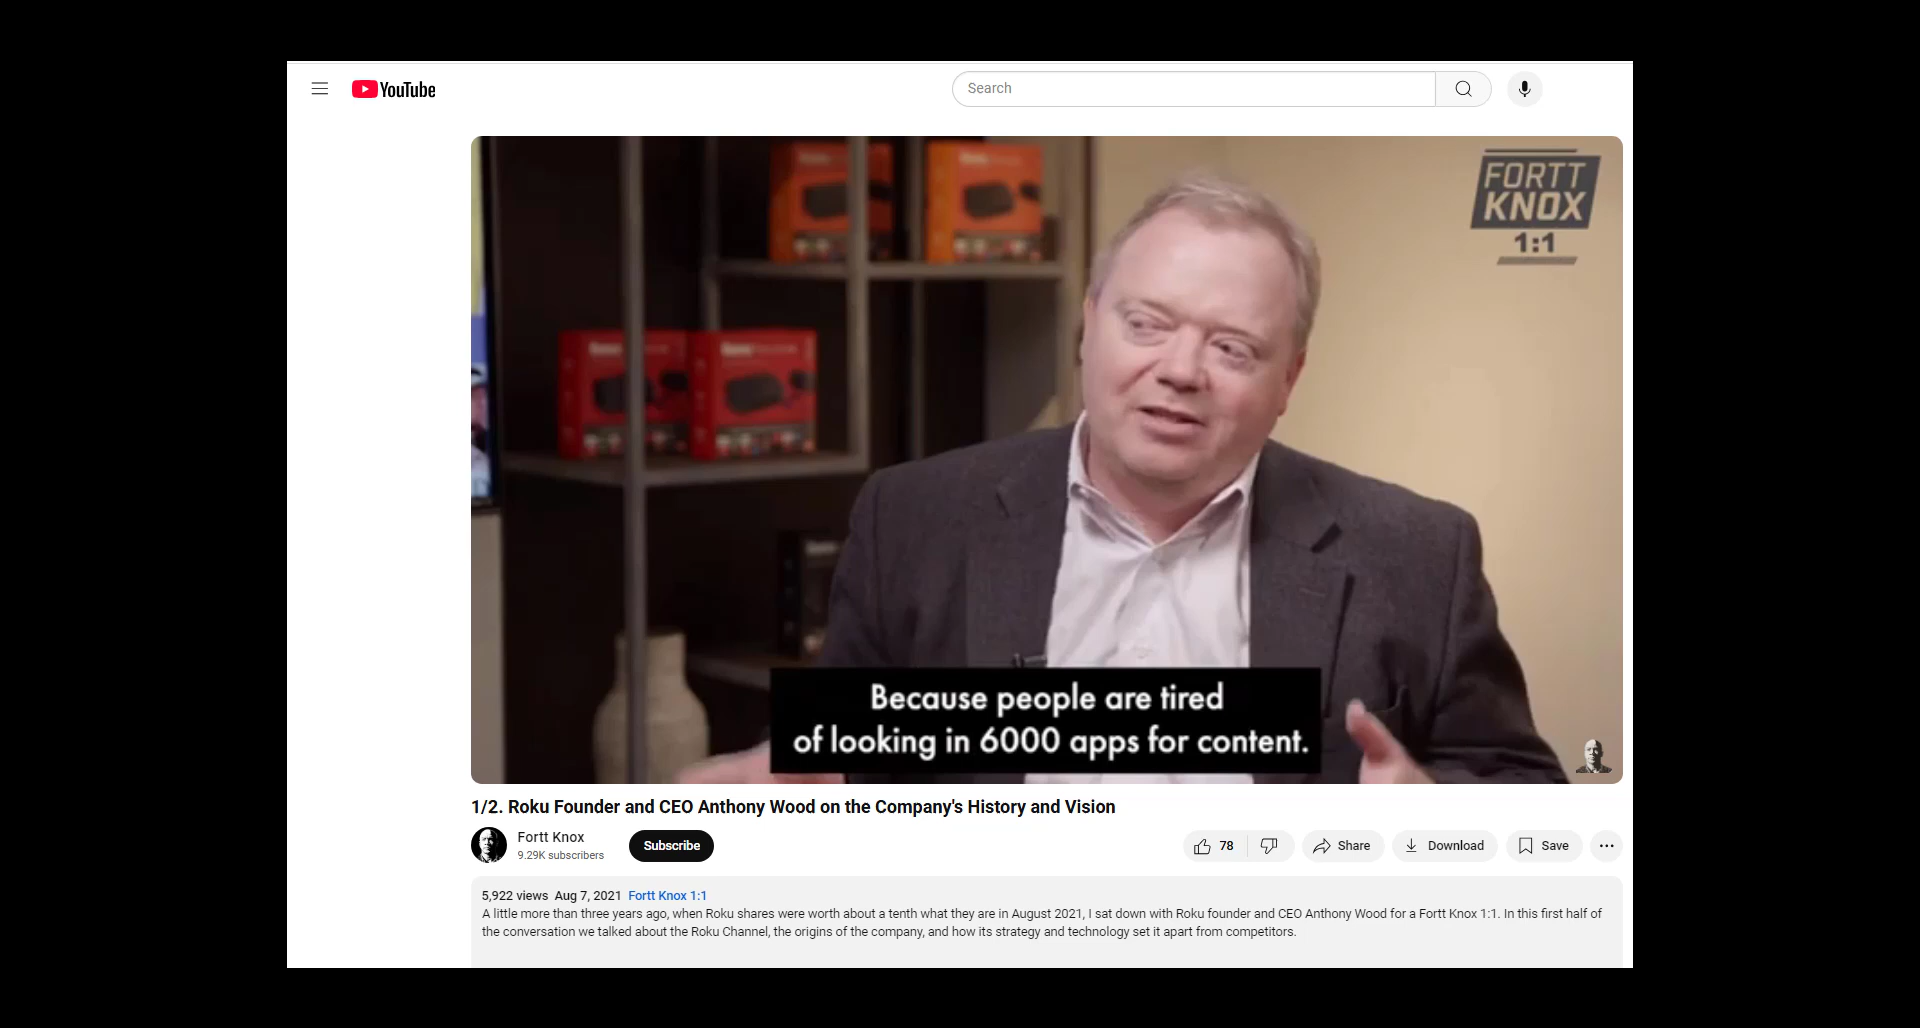 YouTube
Search
FORTT
KNOX
1:1
Because people are tired
of looking in 6000 apps for content.
1/2. Roku Founder and CEO Anthony Wood on the Company's History and Vision
Fortt Knox
9.29K subscribers
Subscribe
78
Share
Download
Save
5,922 views Aug 7, 2021 Fortt Knox 1:1
A little more than three years ago, when Roku shares were worth about a tenth what they are in August 2021, I sat down with Roku founder and CEO Anthony Wood for a Fortt Knox 1:1. In this first half of
the conversation we talked about the Roku Channel, the origins of the company, and how its strategy and technology set it apart from competitors.